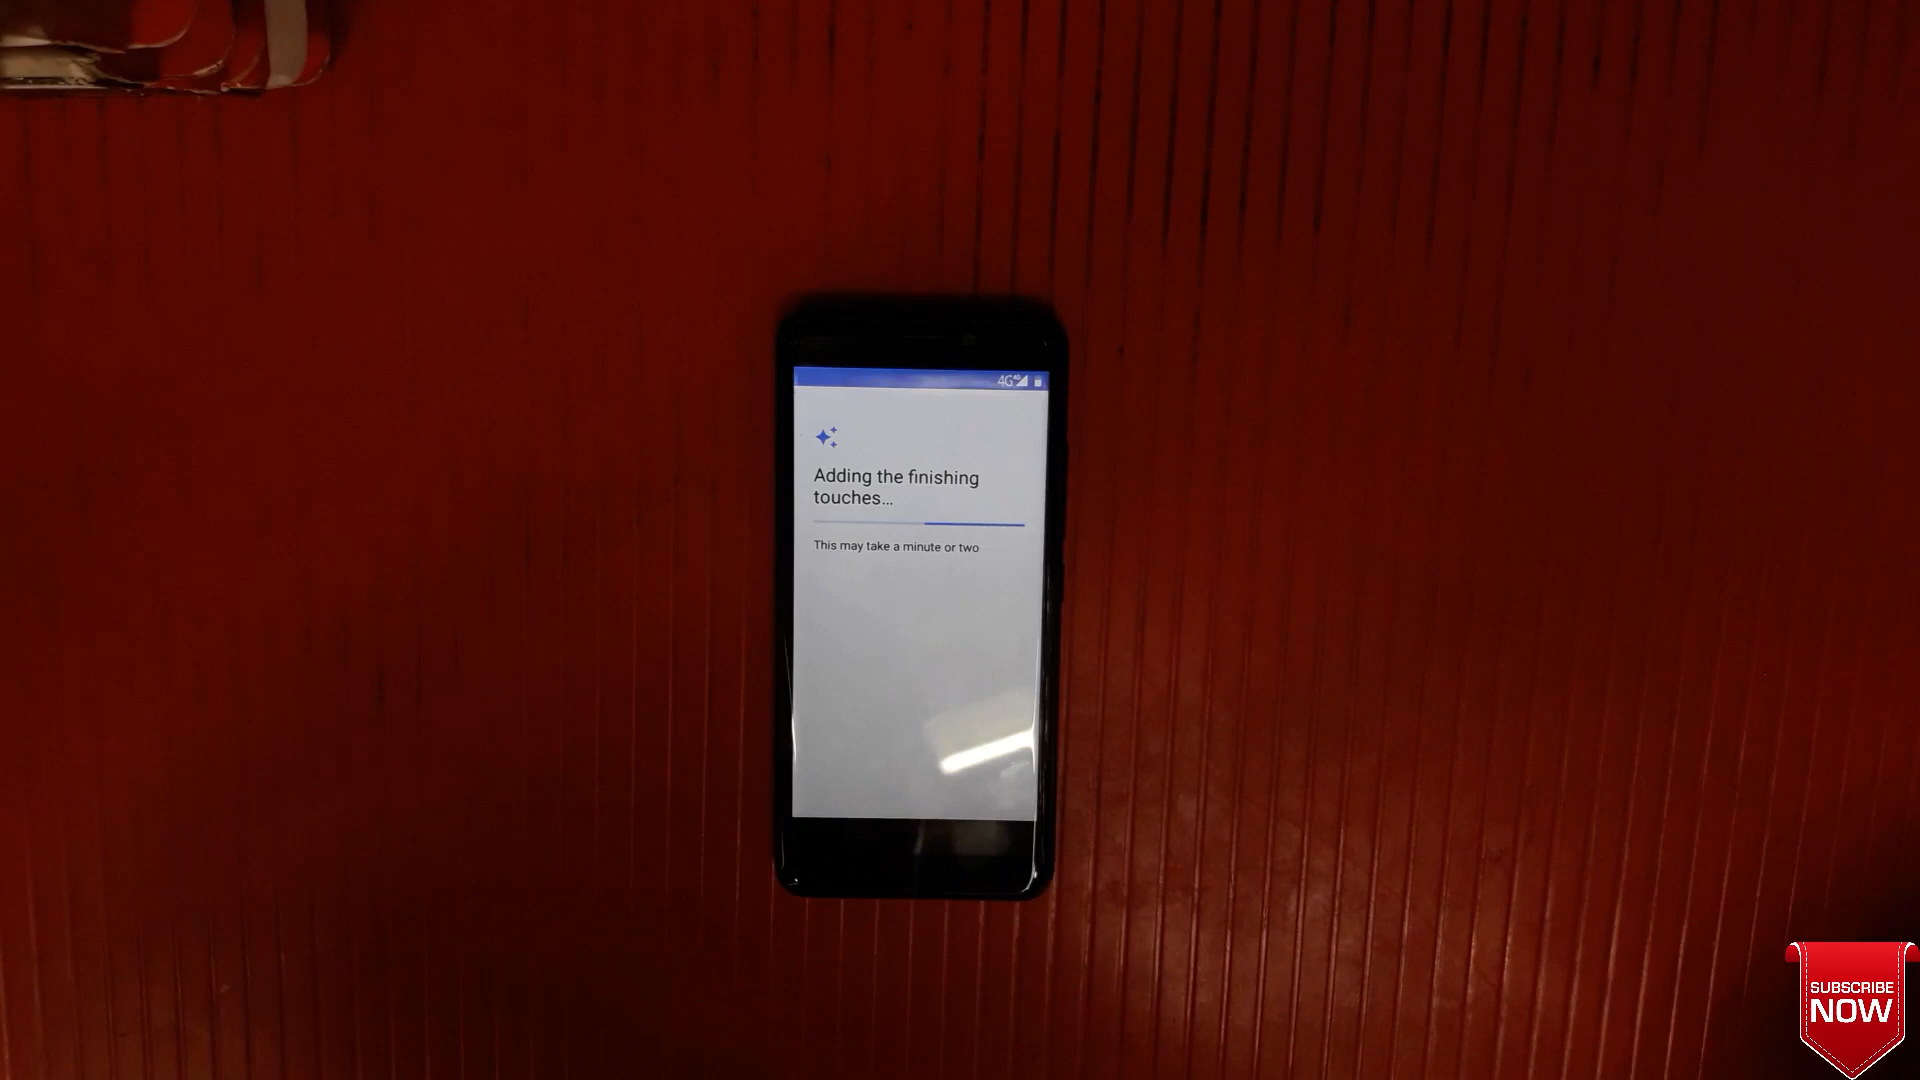 4G
Adding the finishing
touches...
This may take a minute or two
SUBSCRIBE
NOW